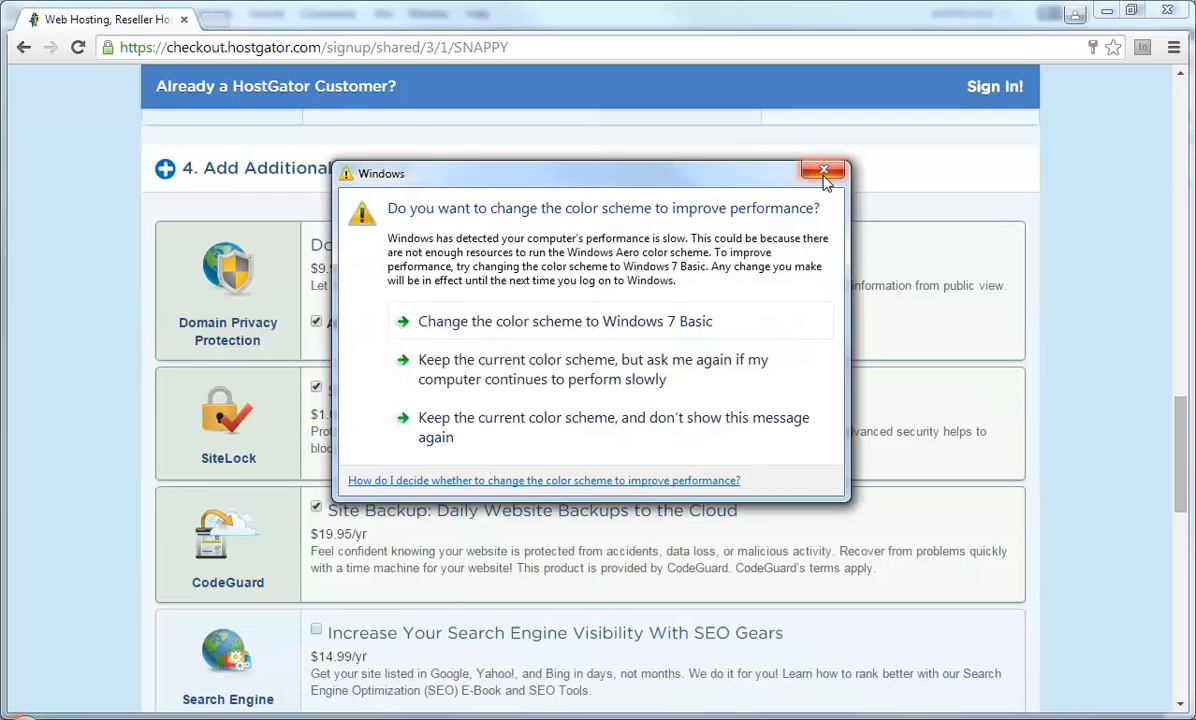 Web Hosting, Reseller Ho
https://checkout.hostgator.com/signup/shared/3/1/SNAPPY
In
Already a HostGator Customer?
Sign In!
4. Add Additional
Windows
Do you want to change the color scheme to improve performance?
Windows has detected your computer's performance is slow. This could be because there
are not enough resources to run the Windows Aero color scheme. To improve
performance, try changing the color scheme to Windows 7 Basic. Any change you make
will be in effect until the next time you log on to Windows.
Change the color scheme to Windows 7 Basic
Keep the current color scheme, but ask me again if my
computer continues to perform slowly
Keep the current color scheme, and don't show this message
again
How do I decide whether to change the color scheme to improve performance?
Domain Privacy
Protection
Do
$9.
Let
information from public view.
SiteLock
$1.
Pro
dvanced security helps to
bloc
CodeGuard
Site Backup: Daily Website Backups to the Cloud
$19.95/yr
Feel confident knowing your website is protected from accidents, data loss, or malicious activity. Recover from problems quickly
with a time machine for your website! This product is provided by CodeGuard. CodeGuard's terms apply.
Search Engine
Increase Your Search Engine Visibility With SEO Gears
$14.99/yr
Get your site listed in Google, Yahoo!, and Bing in days, not months. We do it for you! Learn how to rank better with our Search
Engine Optimization (SEO) E-Book and SEO Tools.